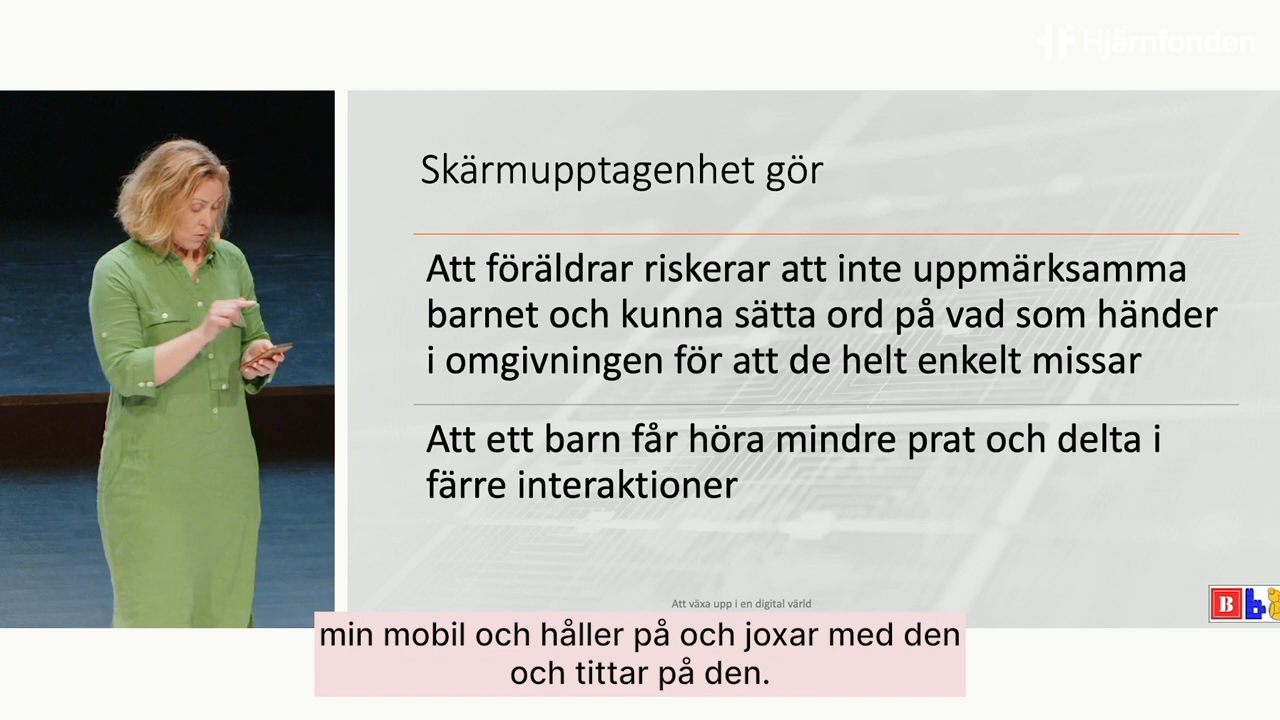 Hjärnfonden
Skärmupptagenhet gör
Att föräldrar riskerar att inte uppmärksamma
barnet och kunna sätta ord på vad som händer
i omgivningen för att de helt enkelt missar
Att ett barn får höra mindre prat och delta i
färre interaktioner
Att växa upp i en digital värld
B
min mobil och håller på och joxar med den
och tittar på den.